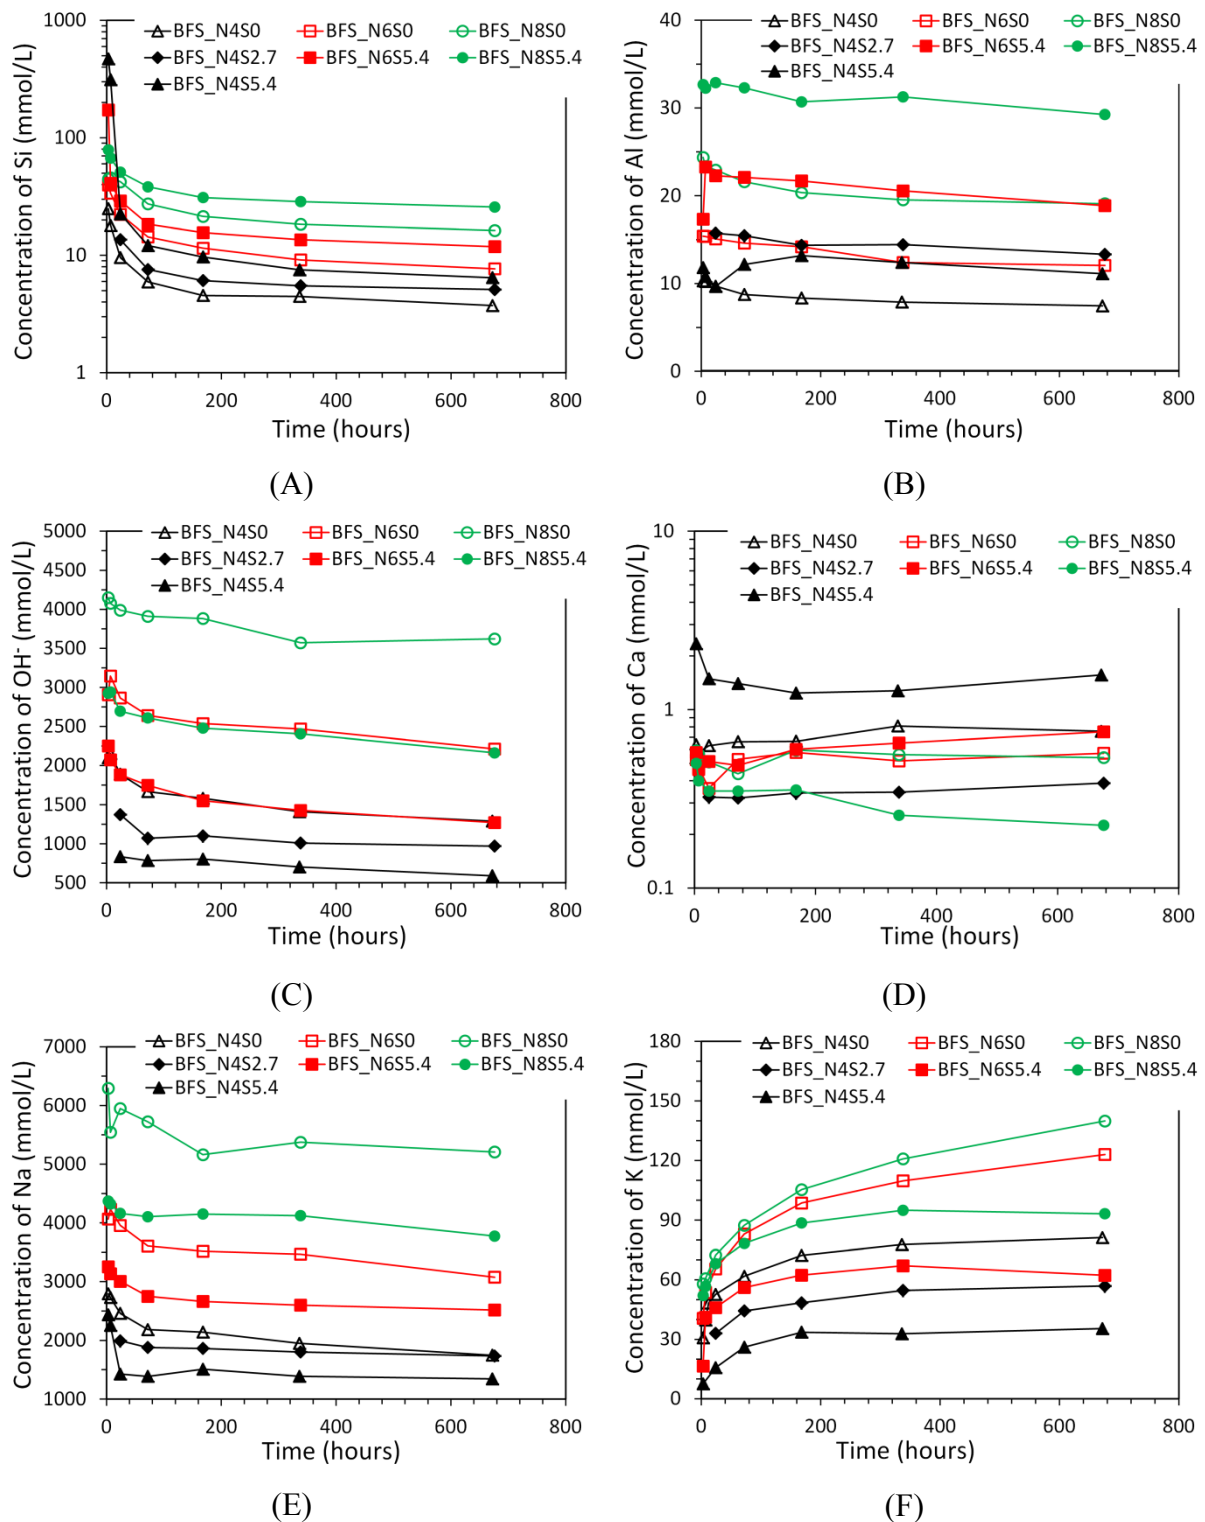 BFS_N4S0 BFS_N6S0 BFS_N8S0
BFS_N4S2.7 BFS_N6S5.4 BFS_N8S5.4
BFS_N4S5.4
Concentration of Si (mmol/L)
1000
100
10
1
0 200 400 600 800
Time (hours)
(A)
BFS_N4S0 BFS_N6S0 BFS_N8S0
BFS_N4S2.7 BFS_N6S5.4 BFS_N8S5.4
BFS_N4S5.4
Concentration of Al (mmol/L)
40
30
20
10
0
0 200 400 600 800
Time (hours)
(B)
BFS_N4S0 BFS_N6S0 BFS_N8S0
BFS_N4S2.7 BFS_N6S5.4 BFS_N8S5.4
BFS_N4S5.4
Concentration of OH⁻ (mmol/L)
5000
4500
4000
3500
3000
2500
2000
1500
1000
500
0 200 400 600 800
Time (hours)
(C)
BFS_N4S0 BFS_N6S0 BFS_N8S0
BFS_N4S2.7 BFS_N6S5.4 BFS_N8S5.4
BFS_N4S5.4
Concentration of Ca (mmol/L)
10
1
0.1
0 200 400 600 800
Time (hours)
(D)
BFS_N4S0 BFS_N6S0 BFS_N8S0
BFS_N4S2.7 BFS_N6S5.4 BFS_N8S5.4
BFS_N4S5.4
Concentration of Na (mmol/L)
7000
6000
5000
4000
3000
2000
1000
0 200 400 600 800
Time (hours)
(E)
BFS_N4S0 BFS_N6S0 BFS_N8S0
BFS_N4S2.7 BFS_N6S5.4 BFS_N8S5.4
BFS_N4S5.4
Concentration of K (mmol/L)
180
150
120
90
60
30
0
0 200 400 600 800
Time (hours)
(F)